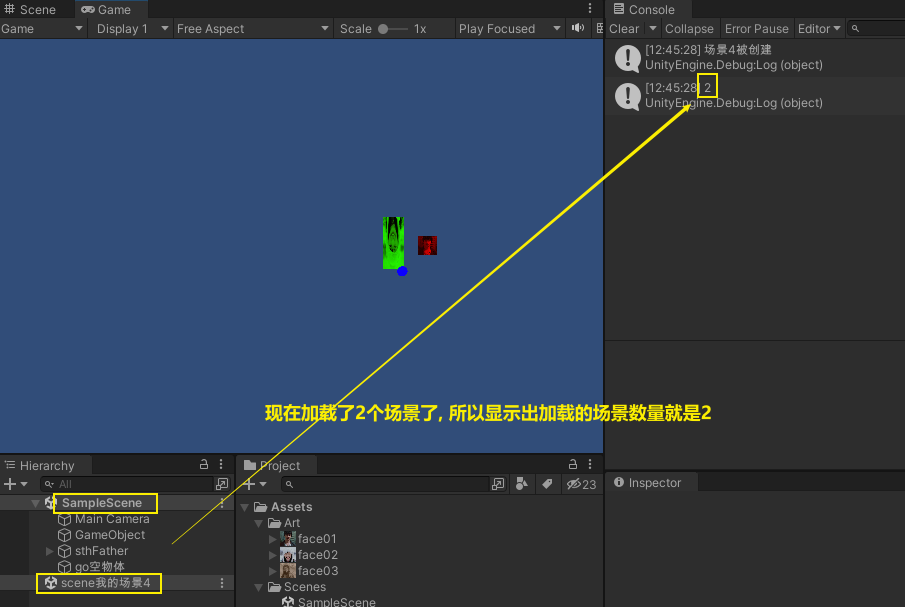 Scene Game
Game Display 1 Free Aspect Scale 1x Play Focused
现在加载了2个场景了, 所以显示出加载的场景数量就是2
Console
Clear Collapse Error Pause Editor
[12:45:28] 场景4被创建
UnityEngine.Debug:Log (object)
[12:45:28] 2
UnityEngine.Debug:Log (object)
Hierarchy
All
SampleScene
Main Camera
GameObject
sthFather
go空物体
scene我的场景4
Project
23
Assets
Art
face01
face02
face03
Scenes
SampleScene
Inspector